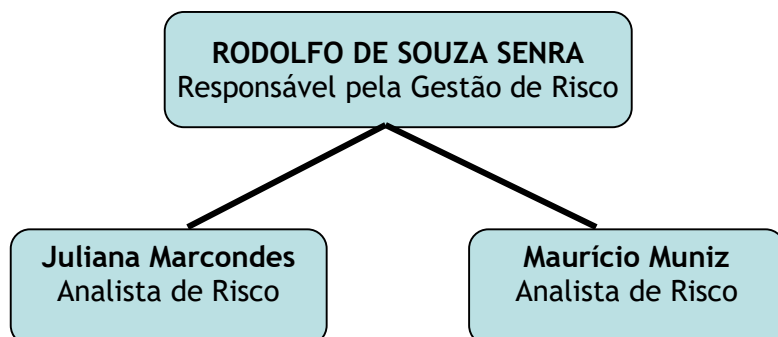 RODOLFO DE SOUZA SENRA
Responsável pela Gestão de Risco
Juliana Marcondes
Analista de Risco
Maurício Muniz
Analista de Risco